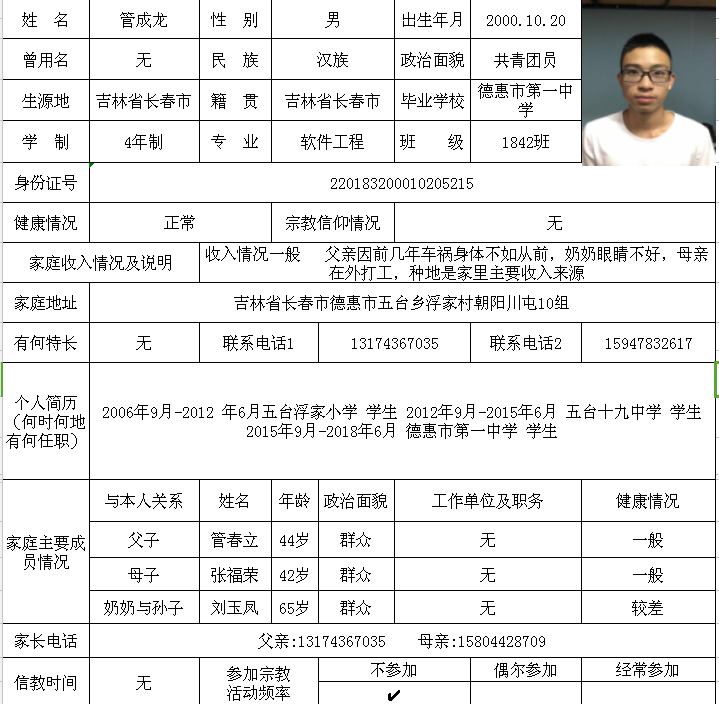 姓 名 管成龙 性 别 男 出生年月 2000.10.20
曾用名 无 民 族 汉族 政治面貌 共青团员
生源地 吉林省长春市 籍 贯 吉林省长春市 毕业学校 德惠市第一中
学
学 制 4年制 专 业 软件工程 班 级 1842班
身份证号 220183200010205215
健康情况 正常 宗教信仰情况 无
家庭收入情况及说明 收入情况一般 父亲因前几年车祸身体不如从前，奶奶眼睛不好，母亲
在外打工，种地是家里主要收入来源
家庭地址 吉林省长春市德惠市五台乡浮家村朝阳川屯10组
有何特长 无 联系电话1 13174367035 联系电话2 15947832617
个人简历
（何时何地
有何任职）
2006年9月-2012 年6月五台浮家小学 学生 2012年9月-2015年6月 五台十九中学 学生
2015年9月-2018年6月 德惠市第一中学 学生
家庭主要成
员情况
与本人关系 姓名 年龄 政治面貌 工作单位及职务 健康情况
父子 管春立 44岁 群众 无 一般
母子 张福荣 42岁 群众 无 一般
奶奶与孙子 刘玉凤 65岁 群众 无 较差
家长电话 父亲:13174367035 母亲:15804428709
信教时间 无 参加宗教
活动频率
不参加 偶尔参加 经常参加
✔